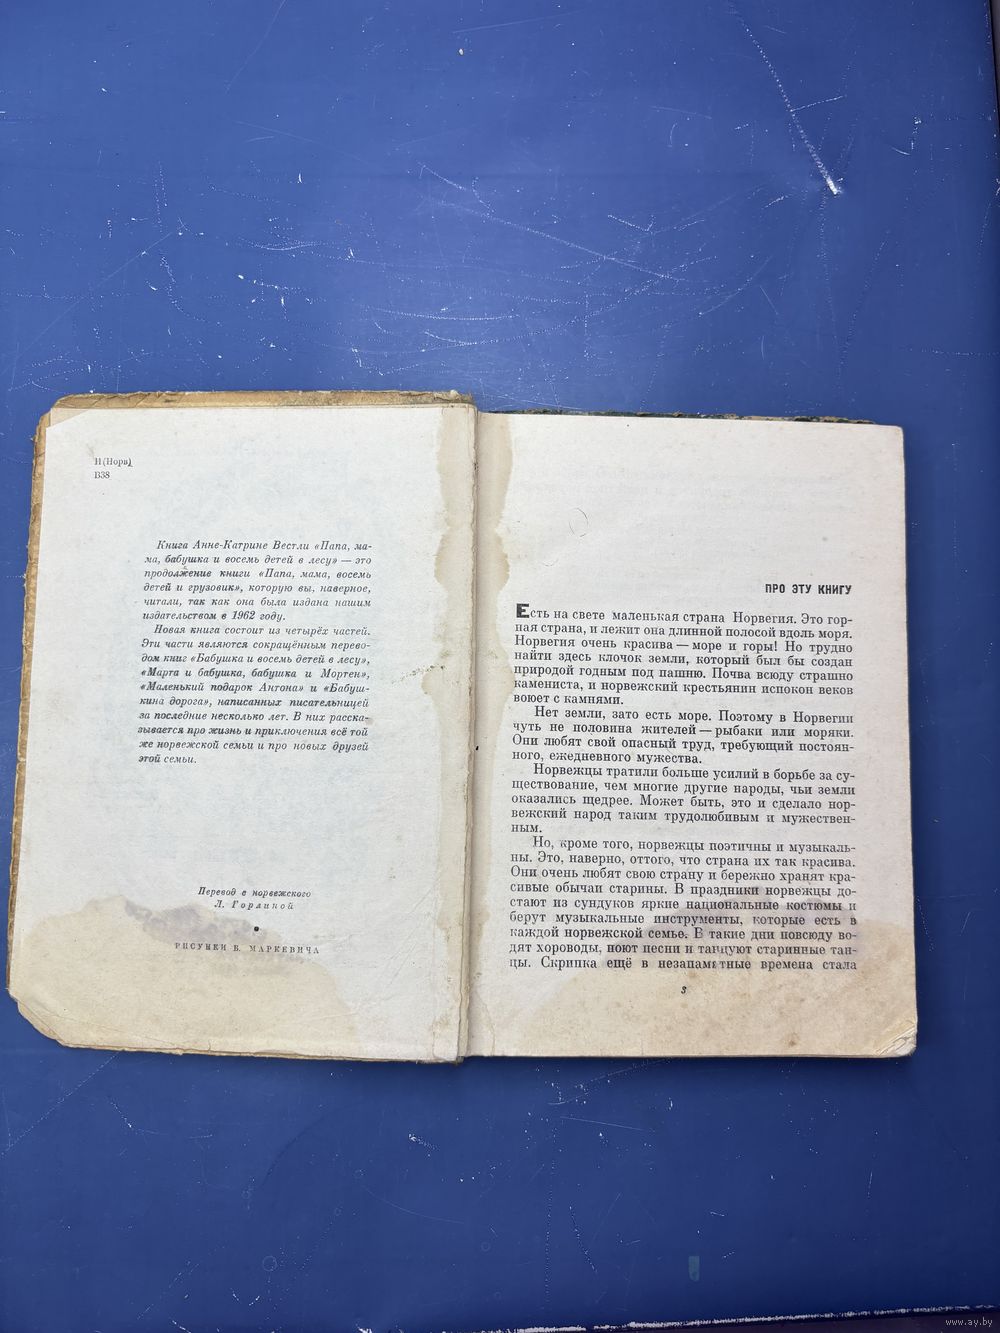 И(Норв)
В38
Книга Анне-Катрине Вестли «Папа, ма-
ма, бабушка и восемь детей в лесу» — это
продолжение книги «Папа, мама, восемь
детей и грузовик», которую вы, наверное,
читали, так как она была издана нашим
издательством в 1962 году.
Новая книга состоит из четырёх частей.
Эти части являются сокращённым перево-
дом книг «Бабушка и восемь детей в лесу»,
«Марта и бабушка, бабушка и Мортен»,
«Маленький подарок Антона» и «Бабуш-
кина дорога», написанных писательницей
за последние несколько лет. В них расска-
зывается про жизнь и приключения всё той
же норвежской семьи и про новых друзей
этой семьи.
Перевод с норвежского
Л. Горлиной
РИСУНКИ Б. МАРКЕВИЧА
ПРО ЭТУ КНИГУ
Есть на свете маленькая страна Норвегия. Это гор-
ная страна, и лежит она длинной полосой вдоль моря.
Норвегия очень красива — море и горы! Но трудно
найти здесь клочок земли, который был бы создан
природой годным под пашню. Почва всюду страшно
камениста, и норвежский крестьянин испокон веков
воюет с камнями.
Нет земли, зато есть море. Поэтому в Норвегии
чуть не половина жителей — рыбаки или моряки.
Они любят свой опасный труд, требующий постоян-
ного, ежедневного мужества.
Норвежцы тратили больше усилий в борьбе за су-
ществование, чем многие другие народы, чьи земли
оказались щедрее. Может быть, это и сделало нор-
вежский народ таким трудолюбивым и мужествен-
ным.
Но, кроме того, норвежцы поэтичны и музыкаль-
ны. Это, наверно, оттого, что страна их так красива.
Они очень любят свою страну и бережно хранят кра-
сивые обычаи старины. В праздники норвежцы до-
стают из сундуков яркие национальные костюмы и
берут музыкальные инструменты, которые есть в
каждой норвежской семье. В такие дни повсюду во-
дят хороводы, поют песни и танцуют старинные тан-
цы. Скрипка ещё в незапамятные времена стала
3
www.ay.by